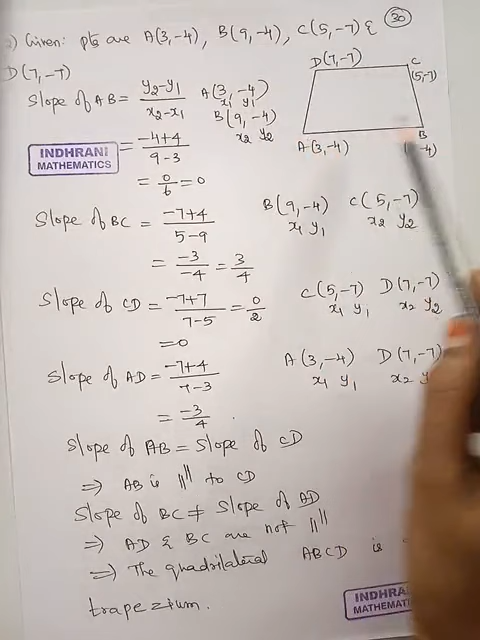 30
) Given: pts are A(3,-4), B(9,-4), C(5,-7) &
D(7,-7)
D(7,-7) C
(5,-7)
A(3,-4) B
-4)
Slope of AB = y2-y1/x2-x1 A(3,-4)
x1 y1
B(9,-4)
x2 y2
= -4+4/9-3
INDHRANI
MATHEMATICS
= 0/6 = 0
Slope of BC = -7+4/5-9 B(9,-4) C(5,-7)
x1 y1 x2 y2
= -3/-4 = 3/4
Slope of CD = -7+7/7-5 = 0/2 C(5,-7) D(7,-7)
x1 y1 x2 y2
= 0
Slope of AD = -7+4/7-3 A(3,-4) D(7,-7)
x1 y1 x2 y
= -3/4 .
Slope of AB = Slope of CD
⇒ AB is ∥ to CD
Slope of BC ≠ Slope of AD
⇒ AD & BC are not ∥
⇒ The quadrilateral ABCD is
trapezium.
INDHRA
MATHEMAT